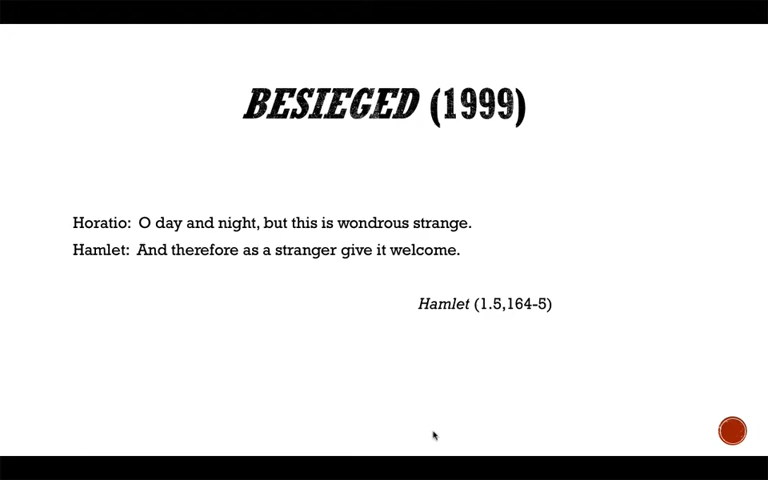 BESIEGED (1999)
Horatio: O day and night, but this is wondrous strange.
Hamlet: And therefore as a stranger give it welcome.
Hamlet (1.5,164-5)